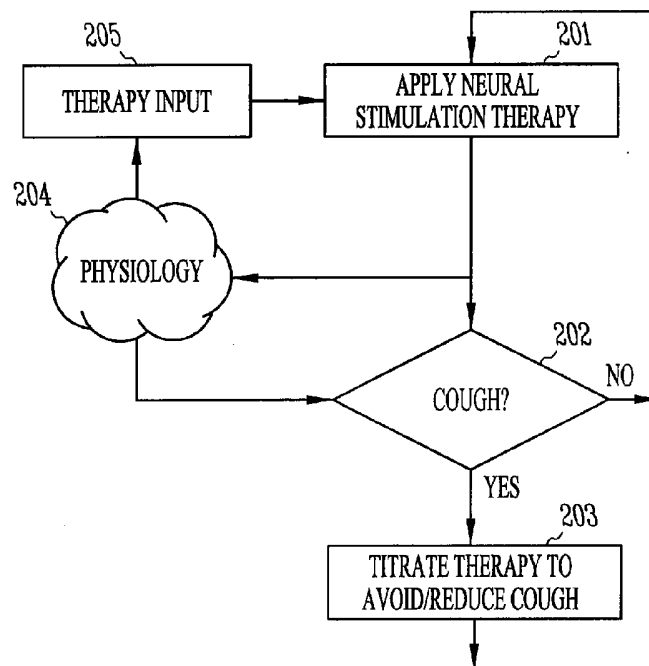 205
THERAPY INPUT
201
APPLY NEURAL
STIMULATION THERAPY
204
PHYSIOLOGY
202
COUGH?
NO
YES
203
TITRATE THERAPY TO
AVOID/REDUCE COUGH